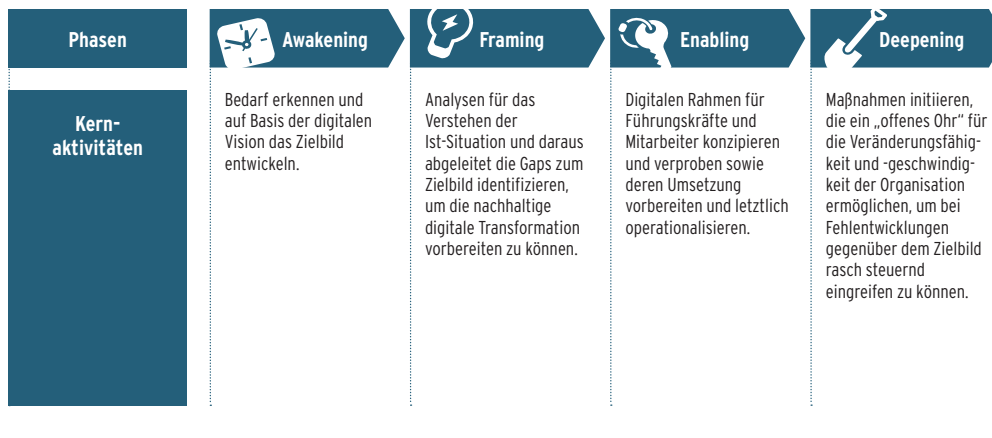 Phasen
Awakening
Framing
Enabling
Deepening
Kern-
aktivitäten
Bedarf erkennen und
auf Basis der digitalen
Vision das Zielbild
entwickeln.
Analysen für das
Verstehen der
Ist-Situation und daraus
abgeleitet die Gaps zum
Zielbild identifizieren,
um die nachhaltige
digitale Transformation
vorbereiten zu können.
Digitalen Rahmen für
Führungskräfte und
Mitarbeiter konzipieren
und verproben sowie
deren Umsetzung
vorbereiten und letztlich
operationalisieren.
Maßnahmen initiieren,
die ein „offenes Ohr“ für
die Veränderungsfähig-
keit und -geschwindig-
keit der Organisation
ermöglichen, um bei
Fehlentwicklungen
gegenüber dem Zielbild
rasch steuernd
eingreifen zu können.